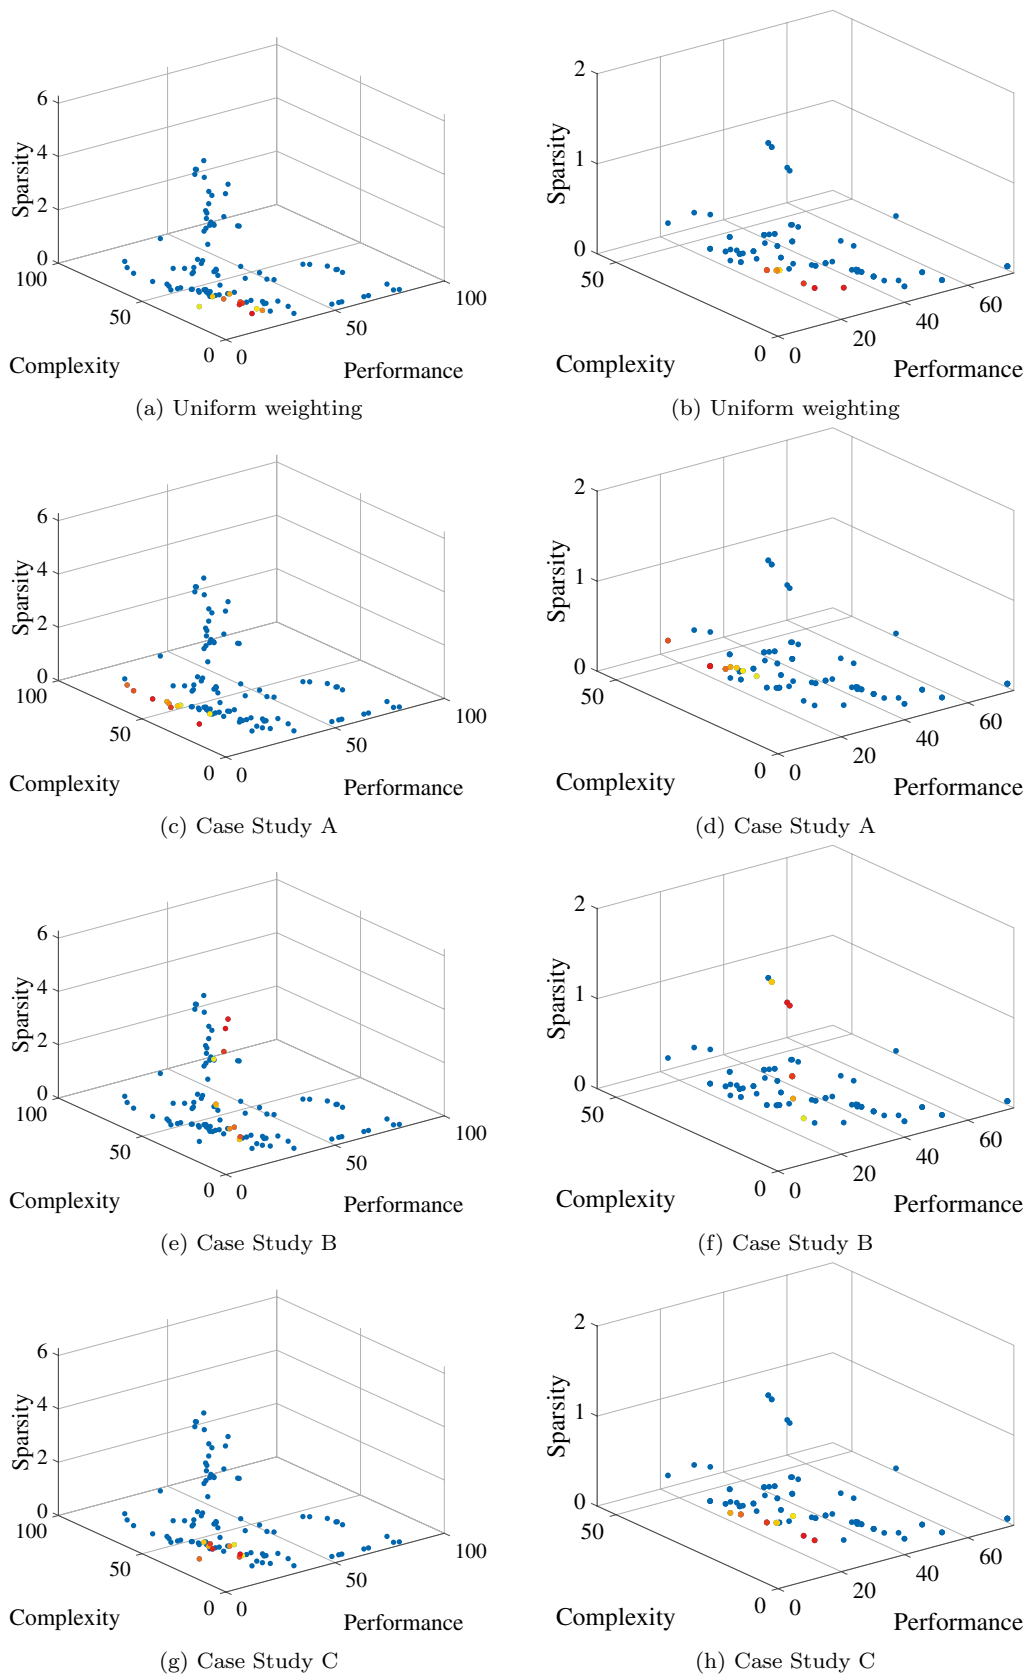 6
4
2
0
Sparsity
100
50
0
Complexity
0
50
100
Performance
(a) Uniform weighting
2
1
0
Sparsity
50
0
Complexity
0
20
40
60
Performance
(b) Uniform weighting
6
4
2
0
Sparsity
100
50
0
Complexity
0
50
100
Performance
(c) Case Study A
2
1
0
Sparsity
50
0
Complexity
0
20
40
60
Performance
(d) Case Study A
6
4
2
0
Sparsity
100
50
0
Complexity
0
50
100
Performance
(e) Case Study B
2
1
0
Sparsity
50
0
Complexity
0
20
40
60
Performance
(f) Case Study B
6
4
2
0
Sparsity
100
50
0
Complexity
0
50
100
Performance
(g) Case Study C
2
1
0
Sparsity
50
0
Complexity
0
20
40
60
Performance
(h) Case Study C